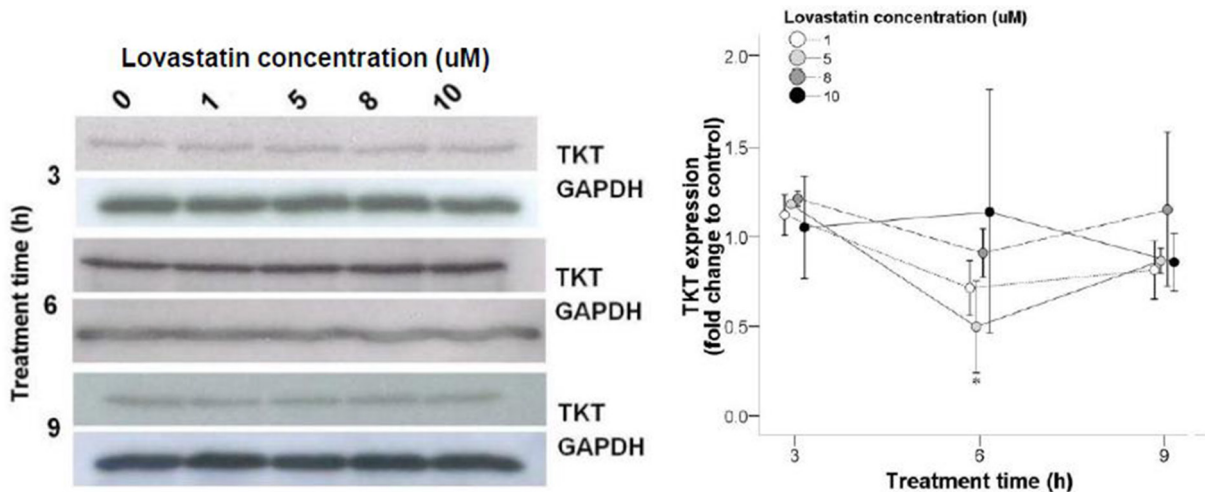 Lovastatin concentration (uM)
0 1 5 8 10
Treatment time (h)
3
TKT
GAPDH
6
TKT
GAPDH
9
TKT
GAPDH
Lovastatin concentration (uM)
1
5
8
10
TKT expression
(fold change to control)
2.0
1.5
1.0
0.5
0.0
*
3 6 9
Treatment time (h)